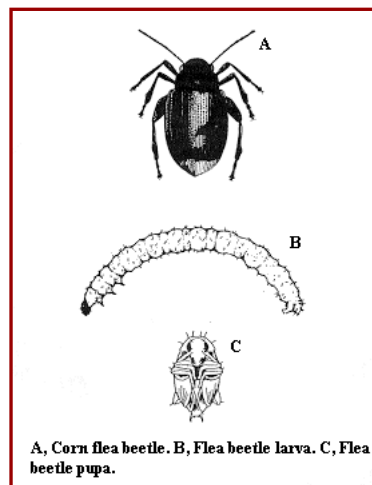 A
B
C
A, Corn flea beetle. B, Flea beetle larva. C, Flea
beetle pupa.